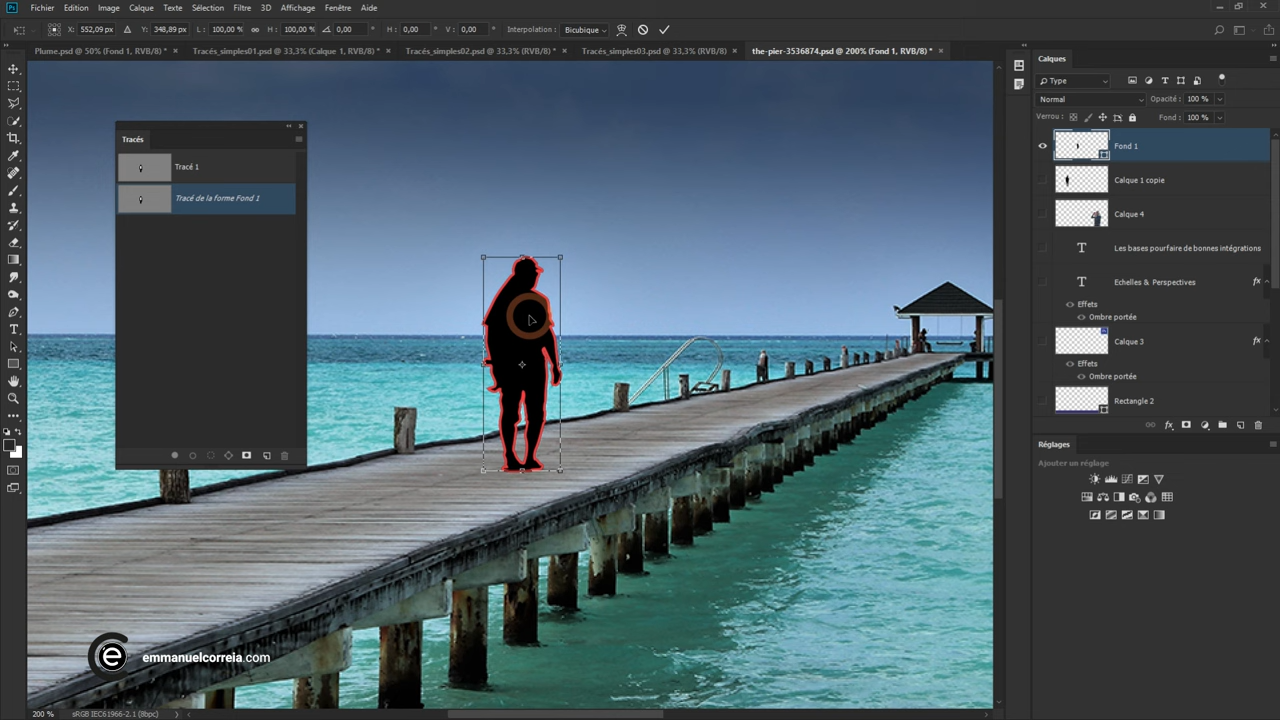 Ps Fichier Edition Image Calque Texte Sélection Filtre 3D Affichage Fenêtre Aide
X: 552,09 px Y: 348,89 px L: 100,00 % H: 100,00 % 0,00 ° H: 0,00 ° V: 0,00 ° Interpolation : Bicubique
Plume.psd @ 50% (Fond 1, RVB/8) * × Tracés_simples01 @ 33,3% (Calque 1, RVB/8) * × Tracés_simples02 @ 33,3% (RVB/8) * × Tracés_simples03 @ 33,3% (RVB/8) × the-pier-3536874.psd @ 200% (Fond 1, RVB/8) * ×
Tracés
Tracé 1
Tracé de la forme Fond 1
Calques
Type
Normal Opacité : 100 %
Verrou : Fond : 100 %
Fond 1
Calque 1 copie
Calque 4
T Les bases pourfaire de bonnes intégrations
T Echelles & Perspectives fx
Effets
Ombre portée
Calque 3 fx
Effets
Ombre portée
Rectangle 2
fx
Réglages
Ajouter un réglage
e emmanuelcorreia.com
200 % sRGB IEC61966-2.1 (8bpc)